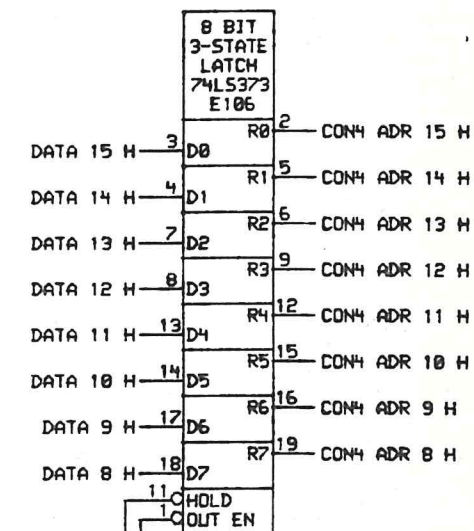 8 BIT
3-STATE
LATCH
74LS373
E106
R0 2 CON4 ADR 15 H
DATA 15 H 3 D0
R1 5 CON4 ADR 14 H
DATA 14 H 4 D1
R2 6 CON4 ADR 13 H
DATA 13 H 7 D2
R3 9 CON4 ADR 12 H
DATA 12 H 8 D3
R4 12 CON4 ADR 11 H
DATA 11 H 13 D4
R5 15 CON4 ADR 10 H
DATA 10 H 14 D5
R6 16 CON4 ADR 9 H
DATA 9 H 17 D6
R7 19 CON4 ADR 8 H
DATA 8 H 18 D7
11 HOLD
1 OUT EN